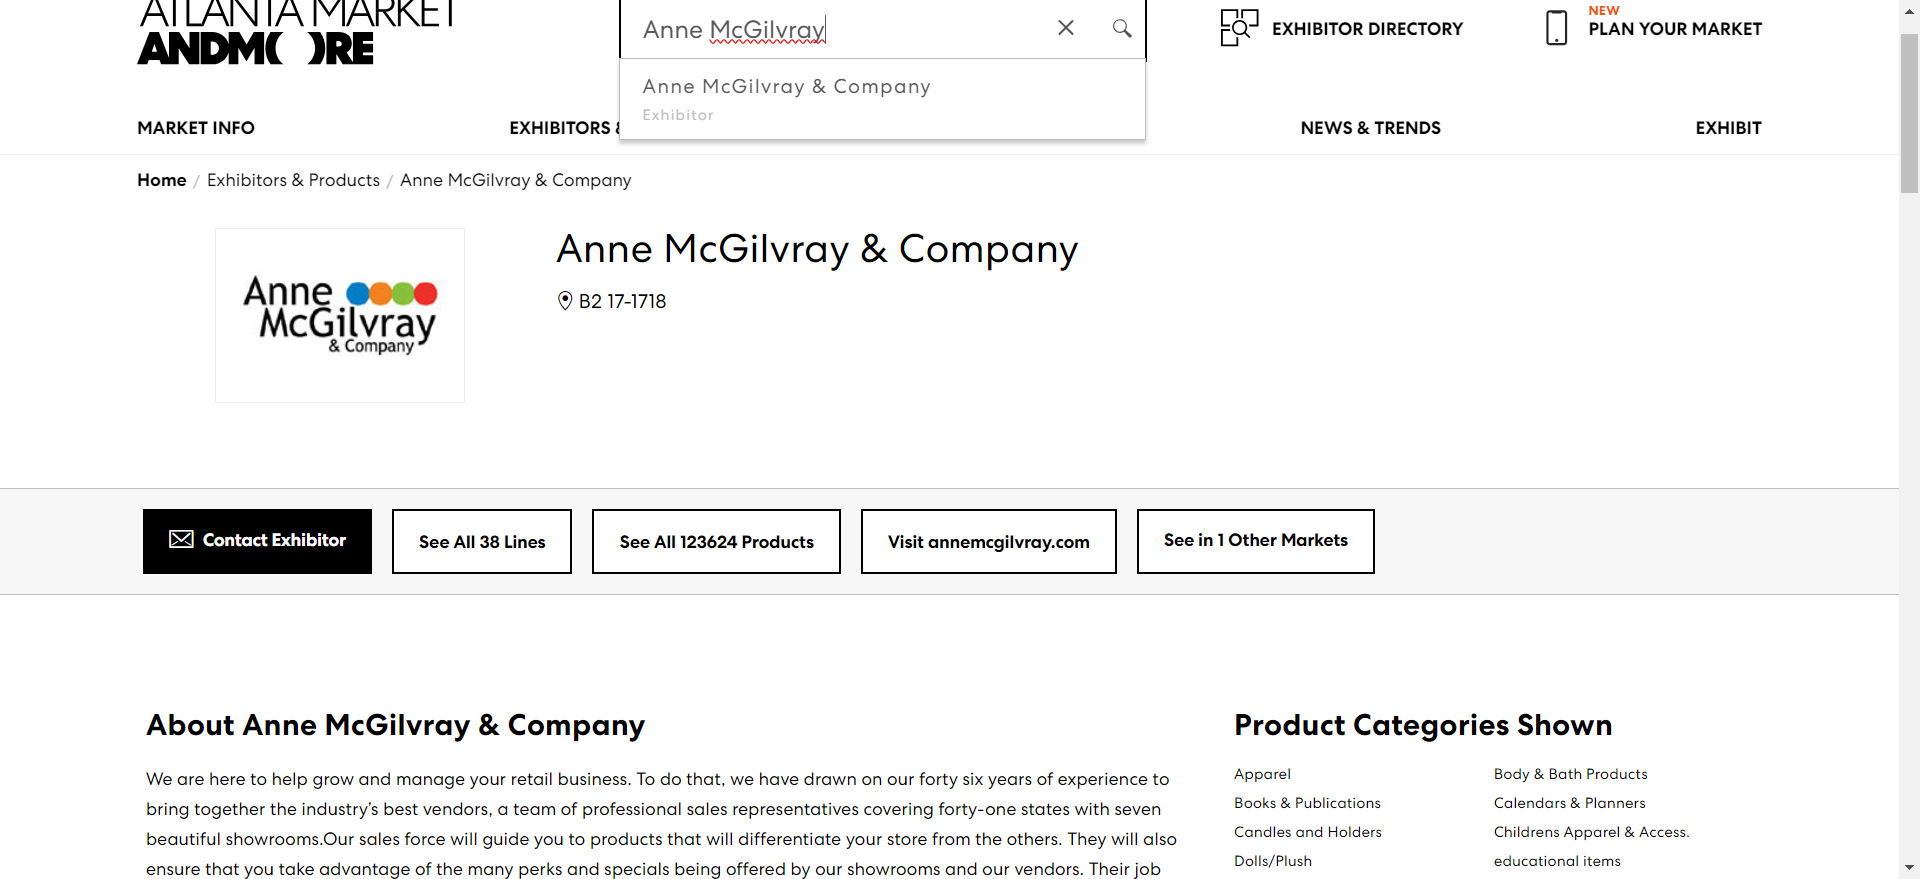 ATLANTA MARKET
ANDMORE
Anne McGilvray
EXHIBITOR DIRECTORY
NEW
PLAN YOUR MARKET
Anne McGilvray & Company
Exhibitor
MARKET INFO
EXHIBITORS &
NEWS & TRENDS
EXHIBIT
Home / Exhibitors & Products / Anne McGilvray & Company
Anne
McGilvray
& Company
Anne McGilvray & Company
B2 17-1718
Contact Exhibitor
See All 38 Lines
See All 123624 Products
Visit annemcgilvray.com
See in 1 Other Markets
About Anne McGilvray & Company
We are here to help grow and manage your retail business. To do that, we have drawn on our forty six years of experience to
bring together the industry’s best vendors, a team of professional sales representatives covering forty-one states with seven
beautiful showrooms.Our sales force will guide you to products that will differentiate your store from the others. They will also
ensure that you take advantage of the many perks and specials being offered by our showrooms and our vendors. Their job
Product Categories Shown
Apparel
Body & Bath Products
Books & Publications
Calendars & Planners
Candles and Holders
Childrens Apparel & Access.
Dolls/Plush
educational items